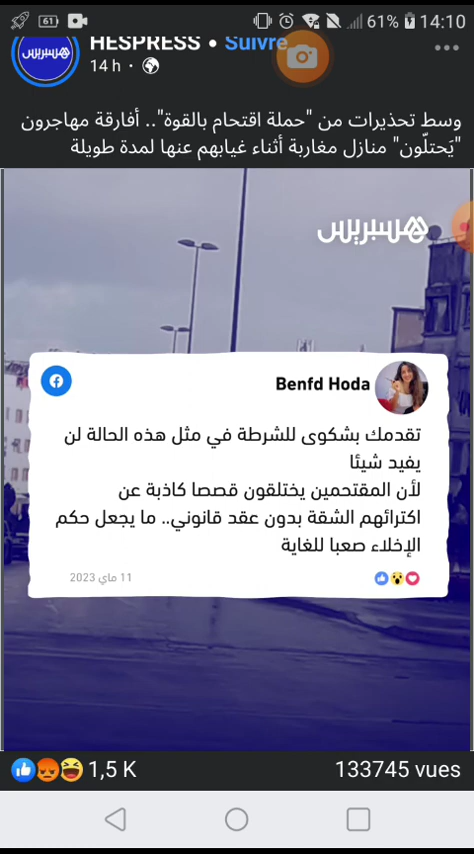 61 61% 14:10
هسبريس
HESPRESS • Suivre
14 h •
وسط تحذيرات من "حملة اقتحام بالقوة".. أفارقة مهاجرون
"يَحتلّون" منازل مغاربة أثناء غيابهم عنها لمدة طويلة
هسبريس
Benfd Hoda
تقدمك بشكوى للشرطة في مثل هذه الحالة لن
يفيد شيئا
لأن المقتحمين يختلقون قصصا كاذبة عن
اكترائهم الشقة بدون عقد قانوني.. ما يجعل حكم
الإخلاء صعبا للغاية
11 ماي 2023
1,5 K 133745 vues